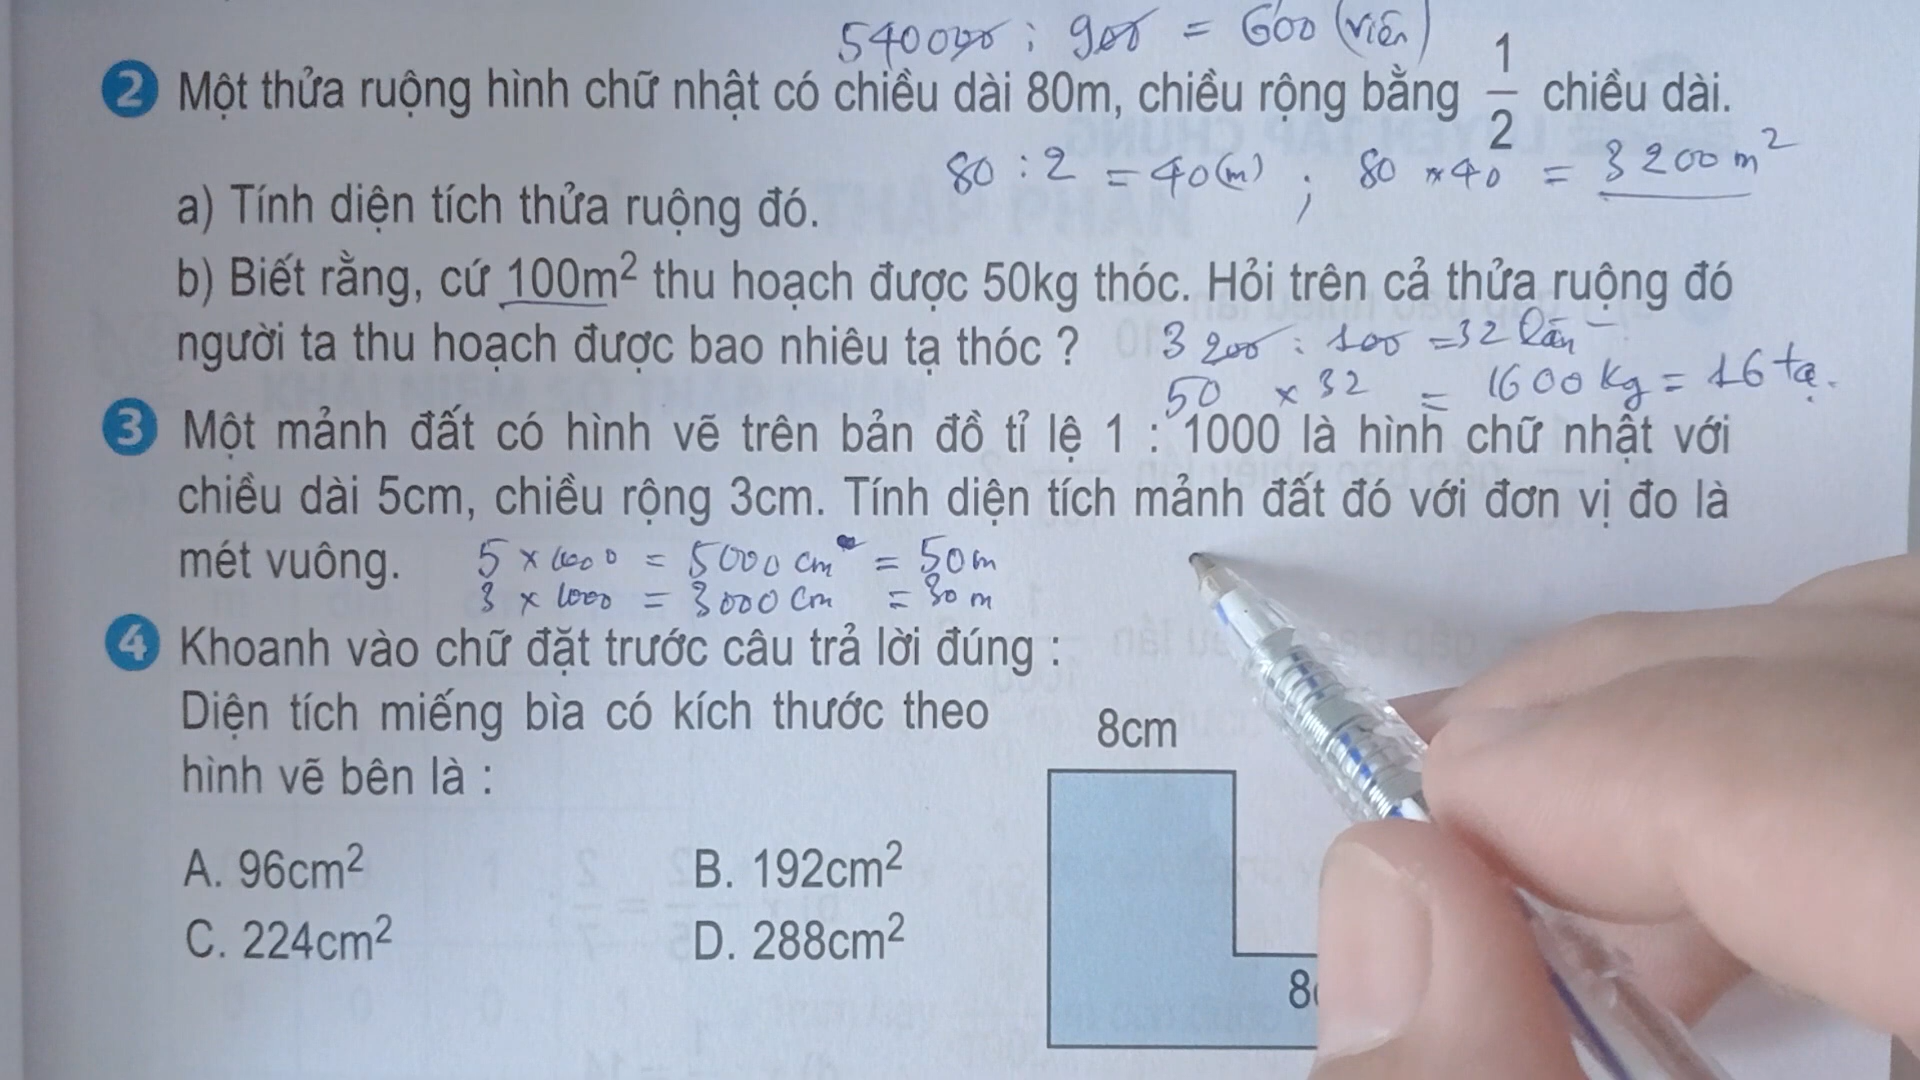 540000 : 900 = 600 (viên)
2 Một thửa ruộng hình chữ nhật có chiều dài 80m, chiều rộng bằng 1/2 chiều dài.
80 : 2 = 40(m) ; 80 × 40 = 3200m²
a) Tính diện tích thửa ruộng đó.
b) Biết rằng, cứ 100m² thu hoạch được 50kg thóc. Hỏi trên cả thửa ruộng đó
người ta thu hoạch được bao nhiêu tạ thóc ? 3200 : 100 = 32 lần
50 × 32 = 1600 kg = 16 tạ.
3 Một mảnh đất có hình vẽ trên bản đồ tỉ lệ 1 : 1000 là hình chữ nhật với
chiều dài 5cm, chiều rộng 3cm. Tính diện tích mảnh đất đó với đơn vị đo là
mét vuông. 5 × 1000 = 5000 cm = 50m
3 × 1000 = 3000 cm = 30 m
4 Khoanh vào chữ đặt trước câu trả lời đúng :
Diện tích miếng bìa có kích thước theo
hình vẽ bên là :
8cm
A. 96cm² B. 192cm²
C. 224cm² D. 288cm²
8